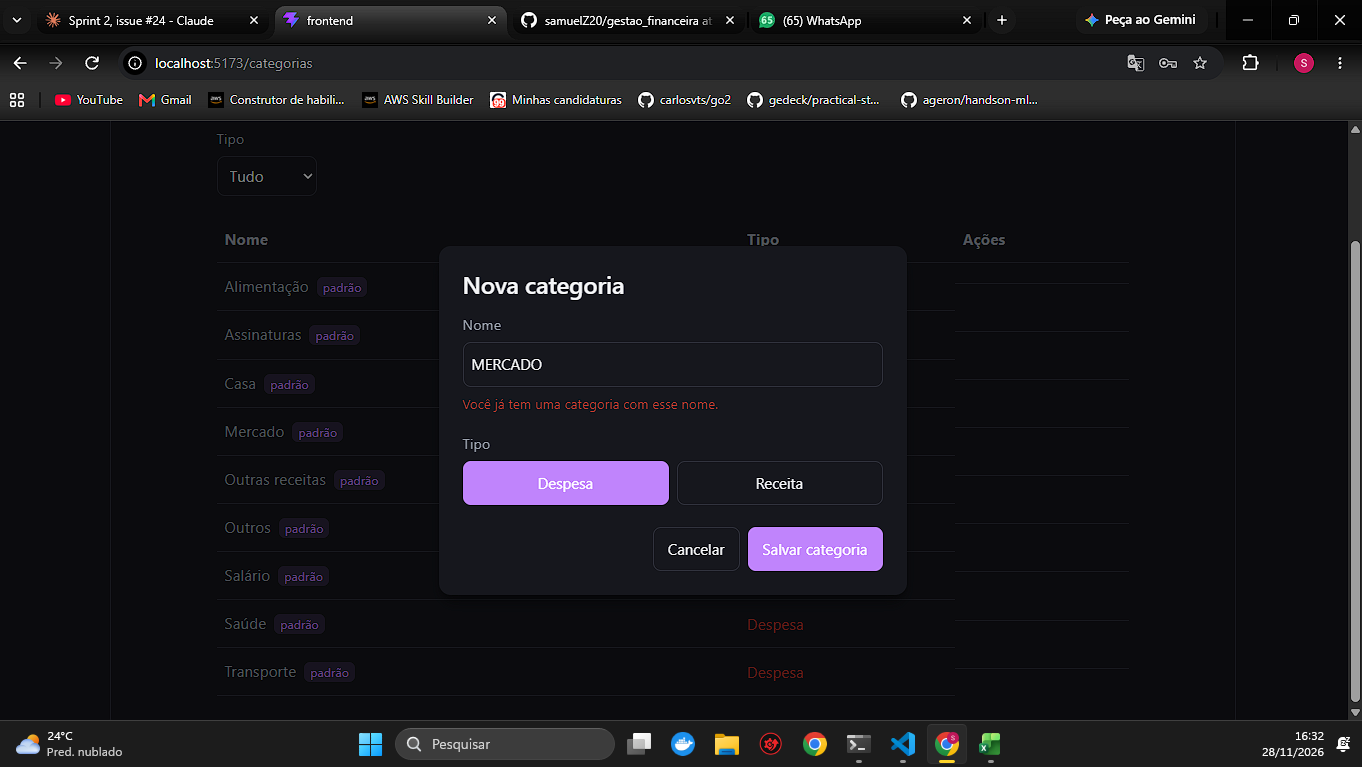 Sprint 2, issue #24 - Claude
frontend
samuelZ20/gestao_financeira at
65
(65) WhatsApp
Peça ao Gemini
localhost:5173/categorias
S
YouTube
Gmail
Construtor de habili...
AWS Skill Builder
Minhas candidaturas
carlosvts/go2
gedeck/practical-st...
ageron/handson-ml...
Tipo
Tudo
Nome Tipo Ações
Alimentação padrão
Assinaturas padrão
Casa padrão
Mercado padrão
Outras receitas padrão
Outros padrão
Salário padrão
Saúde padrão Despesa
Transporte padrão Despesa
Nova categoria
Nome
MERCADO
Você já tem uma categoria com esse nome.
Tipo
Despesa Receita
Cancelar Salvar categoria
24°C
Pred. nublado
Pesquisar
16:32
28/11/2026